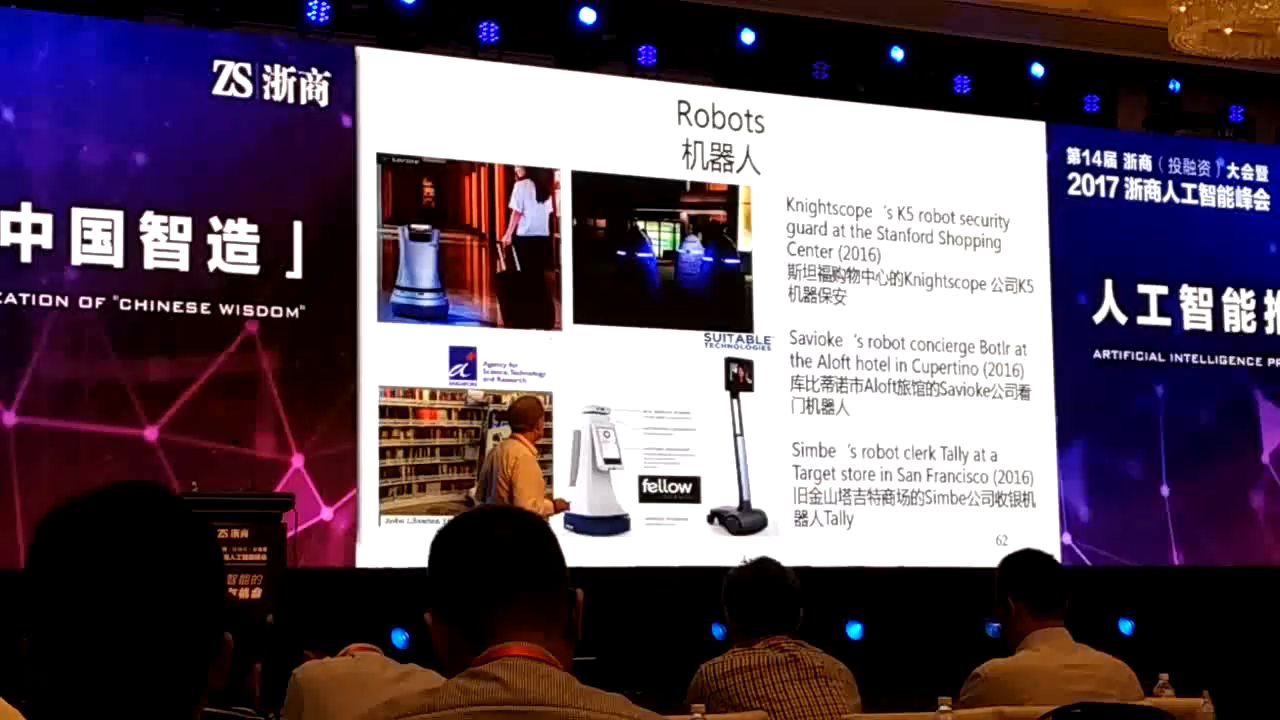 ZS 浙商
中国智造」
CATION OF "CHINESE WISDOM"
Robots
机器人
SUITABLE
TECHNOLOGIES
Agency for
Science, Technology
and Research
SINGAPORE
fellow
Knightscope ‘s K5 robot security
guard at the Stanford Shopping
Center (2016)
斯坦福购物中心的Knightscope 公司K5
机器保安
Savioke ‘s robot concierge Botlr at
the Aloft hotel in Cupertino (2016)
库比蒂诺市Aloft旅馆的Savioke公司看
门机器人
Simbe ‘s robot clerk Tally at a
Target store in San Francisco (2016)
旧金山塔吉特商场的Simbe公司收银机
器人Tally
62
第14届 浙商（投融资）大会暨
2017 浙商人工智能峰会
人工智能
ARTIFICIAL INTELLIGENCE
ZS 浙商